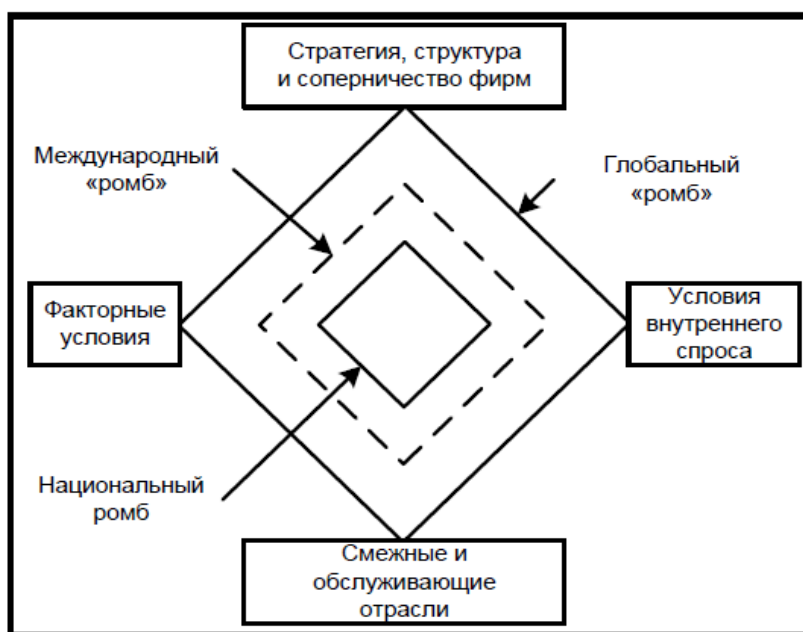 Стратегия, структура
и соперничество фирм
Международный
«ромб»
Глобальный
«ромб»
Факторные
условия
Условия
внутреннего
спроса
Национальный
ромб
Смежные и
обслуживающие
отрасли